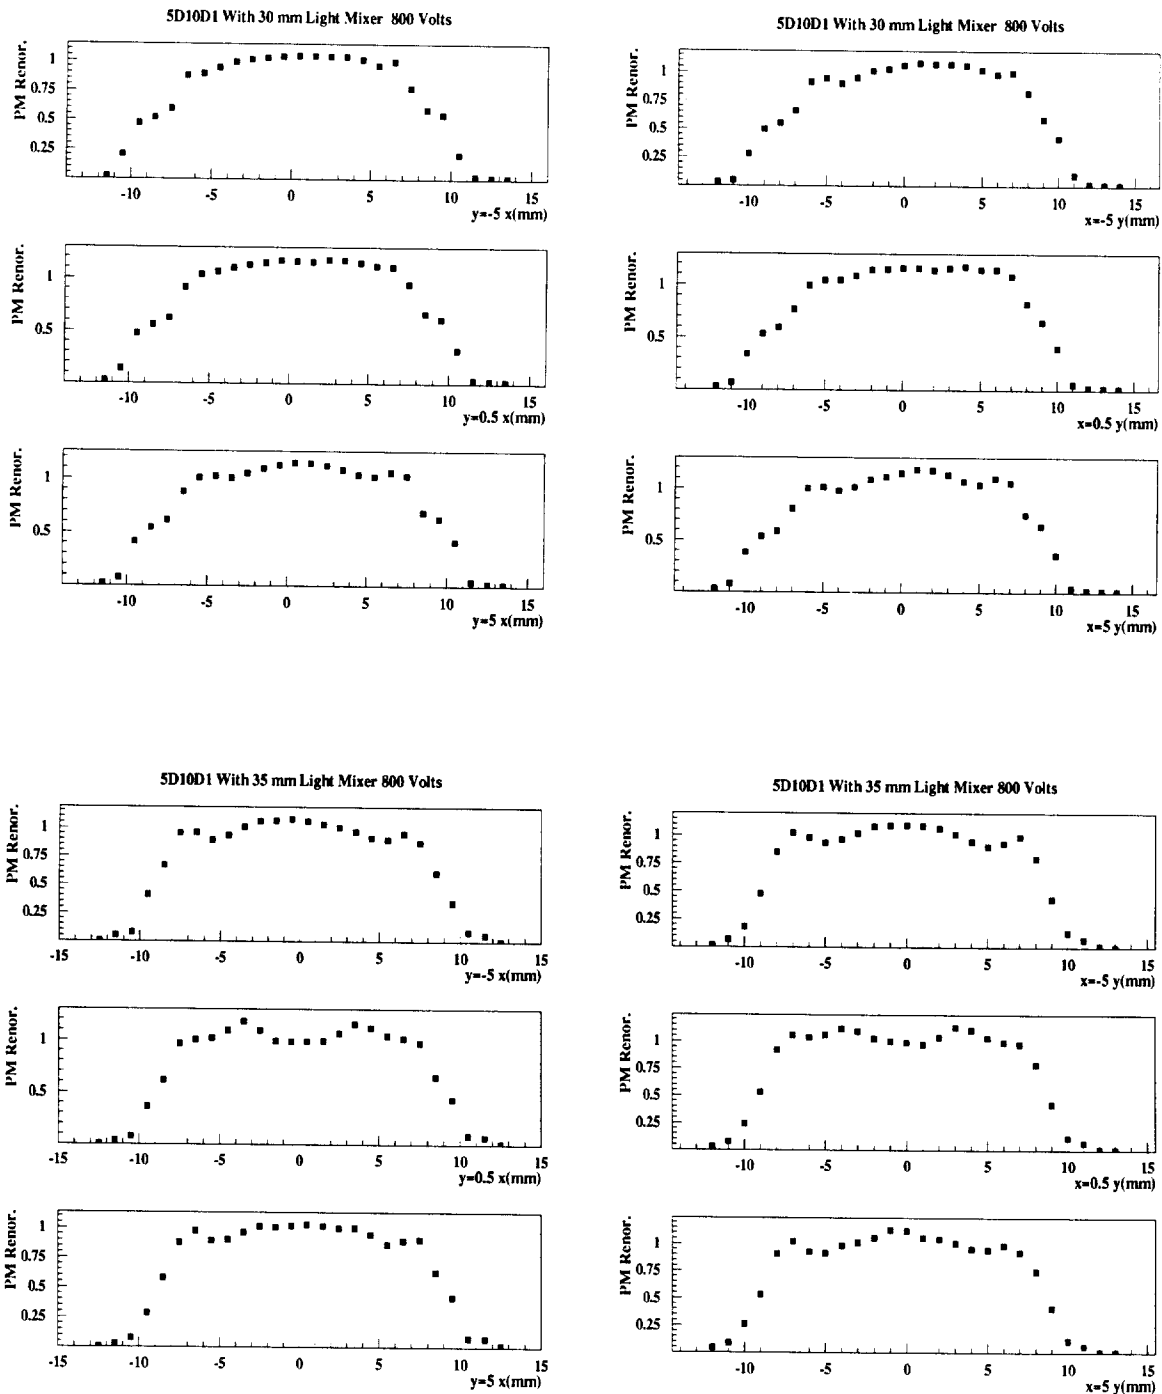 5D10D1 With 30 mm Light Mixer 800 Volts
PM Renor.
1
0.75
0.5
0.25
-10 -5 0 5 10 15
y=-5 x(mm)
PM Renor.
1
0.5
-10 -5 0 5 10 15
y=0.5 x(mm)
PM Renor.
1
0.5
-10 -5 0 5 10 15
y=5 x(mm)
5D10D1 With 30 mm Light Mixer 800 Volts
PM Renor.
1
0.75
0.5
0.25
-10 -5 0 5 10 15
x=-5 y(mm)
PM Renor.
1
0.5
-10 -5 0 5 10 15
x=0.5 y(mm)
PM Renor.
1
0.5
-10 -5 0 5 10 15
x=5 y(mm)
5D10D1 With 35 mm Light Mixer 800 Volts
PM Renor.
1
0.75
0.5
0.25
-15 -10 -5 0 5 10 15
y=-5 x(mm)
PM Renor.
1
0.5
-15 -10 -5 0 5 10 15
y=0.5 x(mm)
PM Renor.
1
0.75
0.5
0.25
-15 -10 -5 0 5 10 15
y=5 x(mm)
5D10D1 With 35 mm Light Mixer 800 Volts
PM Renor.
1
0.75
0.5
0.25
-10 -5 0 5 10 15
x=-5 y(mm)
PM Renor.
1
0.75
0.5
0.25
-10 -5 0 5 10 15
x=0.5 y(mm)
PM Renor.
1
0.75
0.5
0.25
-10 -5 0 5 10 15
x=5 y(mm)